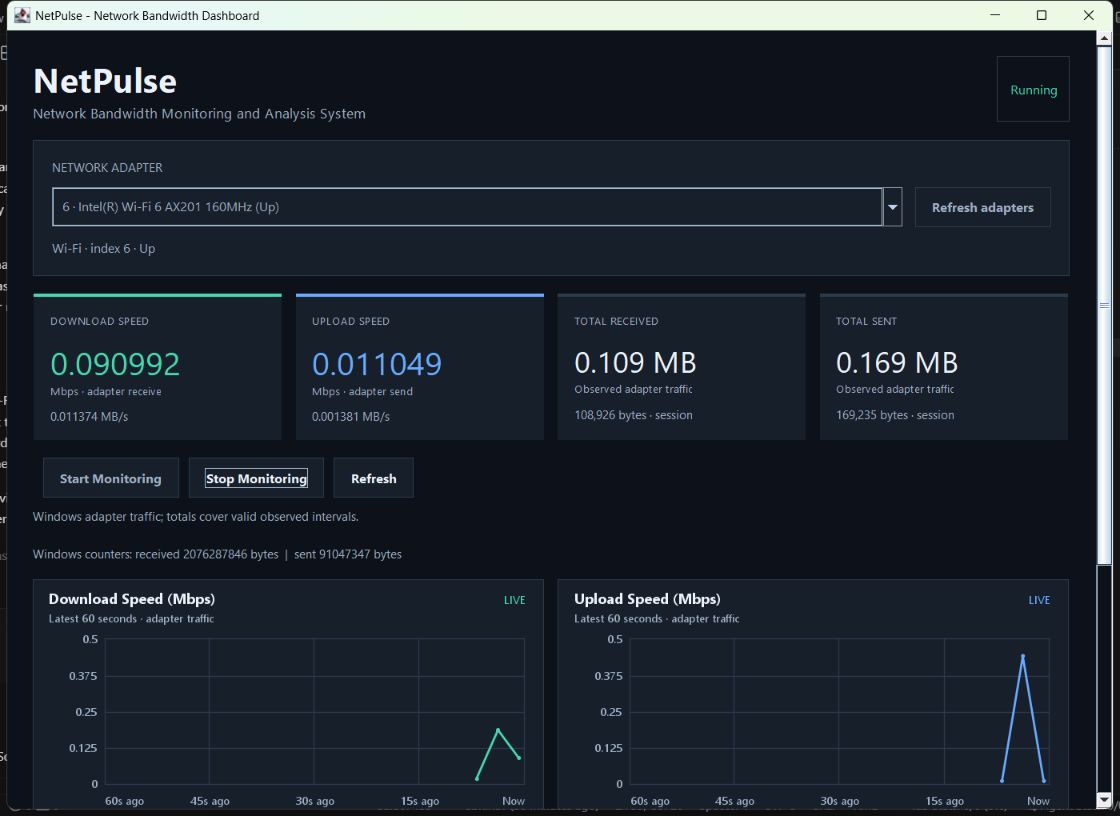 NetPulse - Network Bandwidth Dashboard
NetPulse
Network Bandwidth Monitoring and Analysis System
Running
NETWORK ADAPTER
6 · Intel(R) Wi-Fi 6 AX201 160MHz (Up)
Refresh adapters
Wi-Fi · index 6 · Up
DOWNLOAD SPEED
0.090992
Mbps · adapter receive
0.011374 MB/s
UPLOAD SPEED
0.011049
Mbps · adapter send
0.001381 MB/s
TOTAL RECEIVED
0.109 MB
Observed adapter traffic
108,926 bytes · session
TOTAL SENT
0.169 MB
Observed adapter traffic
169,235 bytes · session
Start Monitoring
Stop Monitoring
Refresh
Windows adapter traffic; totals cover valid observed intervals.
Windows counters: received 2076287846 bytes | sent 91047347 bytes
Download Speed (Mbps)
LIVE
Latest 60 seconds · adapter traffic
0.5
0.375
0.25
0.125
0
60s ago
45s ago
30s ago
15s ago
Now
Upload Speed (Mbps)
LIVE
Latest 60 seconds · adapter traffic
0.5
0.375
0.25
0.125
0
60s ago
45s ago
30s ago
15s ago
Now